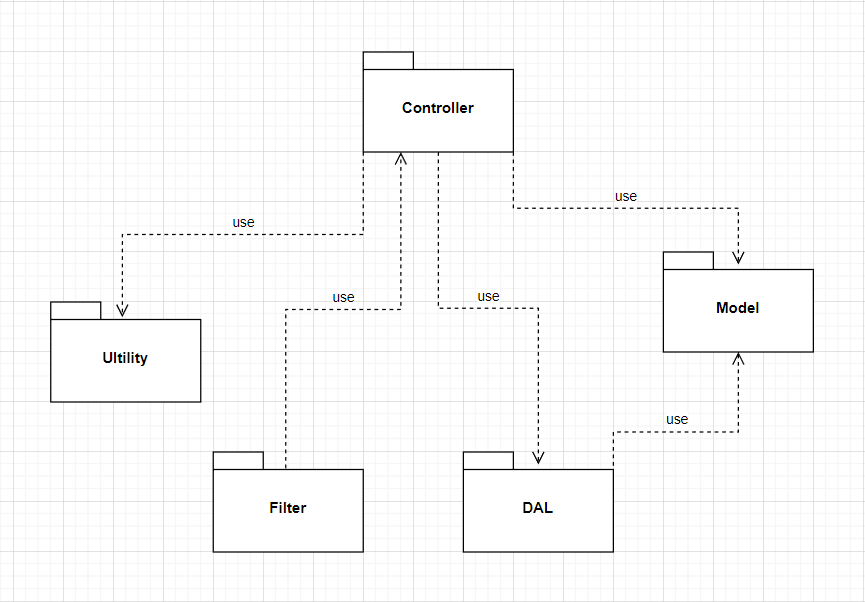 Controller
use
use
use
use
Model
Ultility
use
Filter
DAL